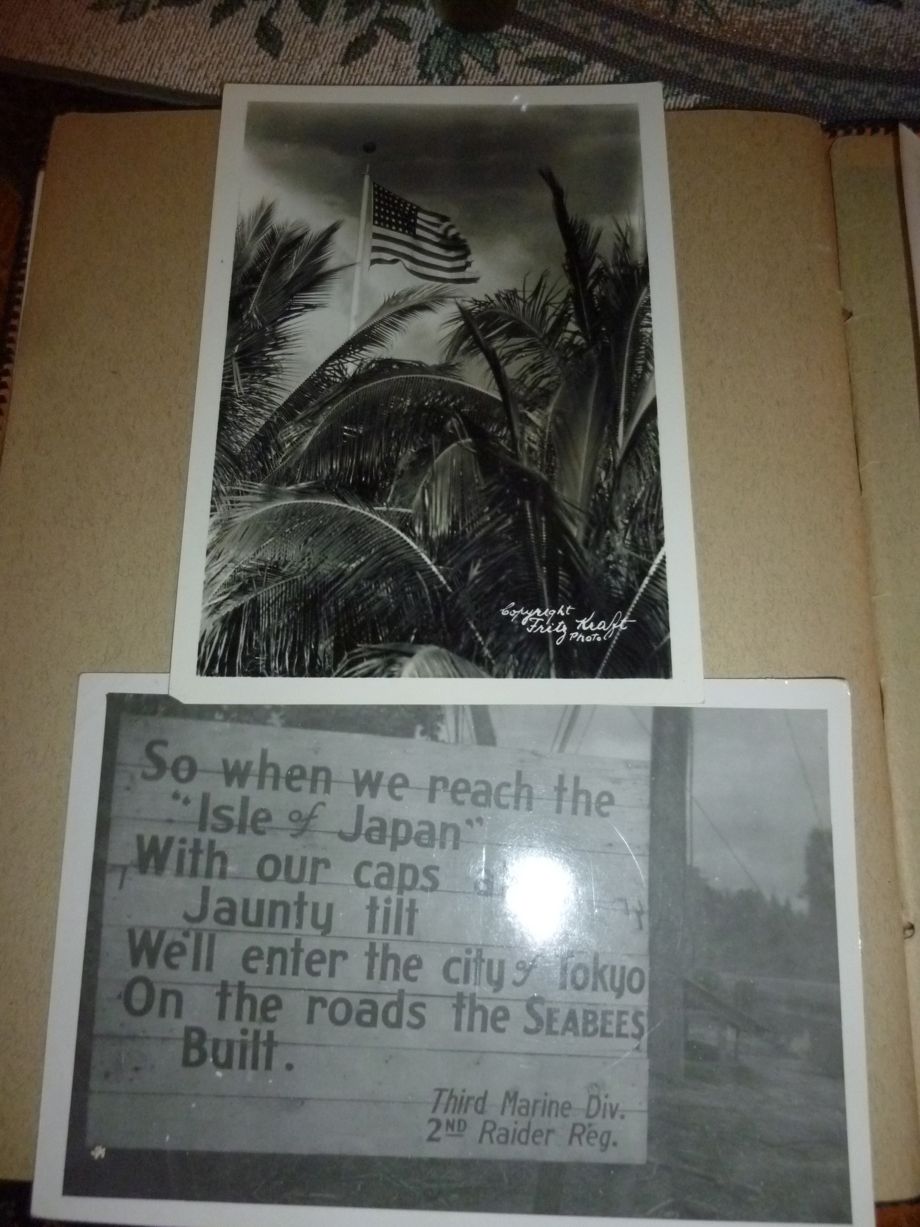 Copyright
Fritz Kraft
Photo
So when we reach the
"Isle of Japan"
With our caps
Jaunty tilt
We'll enter the city of Tokyo
On the roads the SEABEES
Built.
Third Marine Div.
2ND Raider Reg.